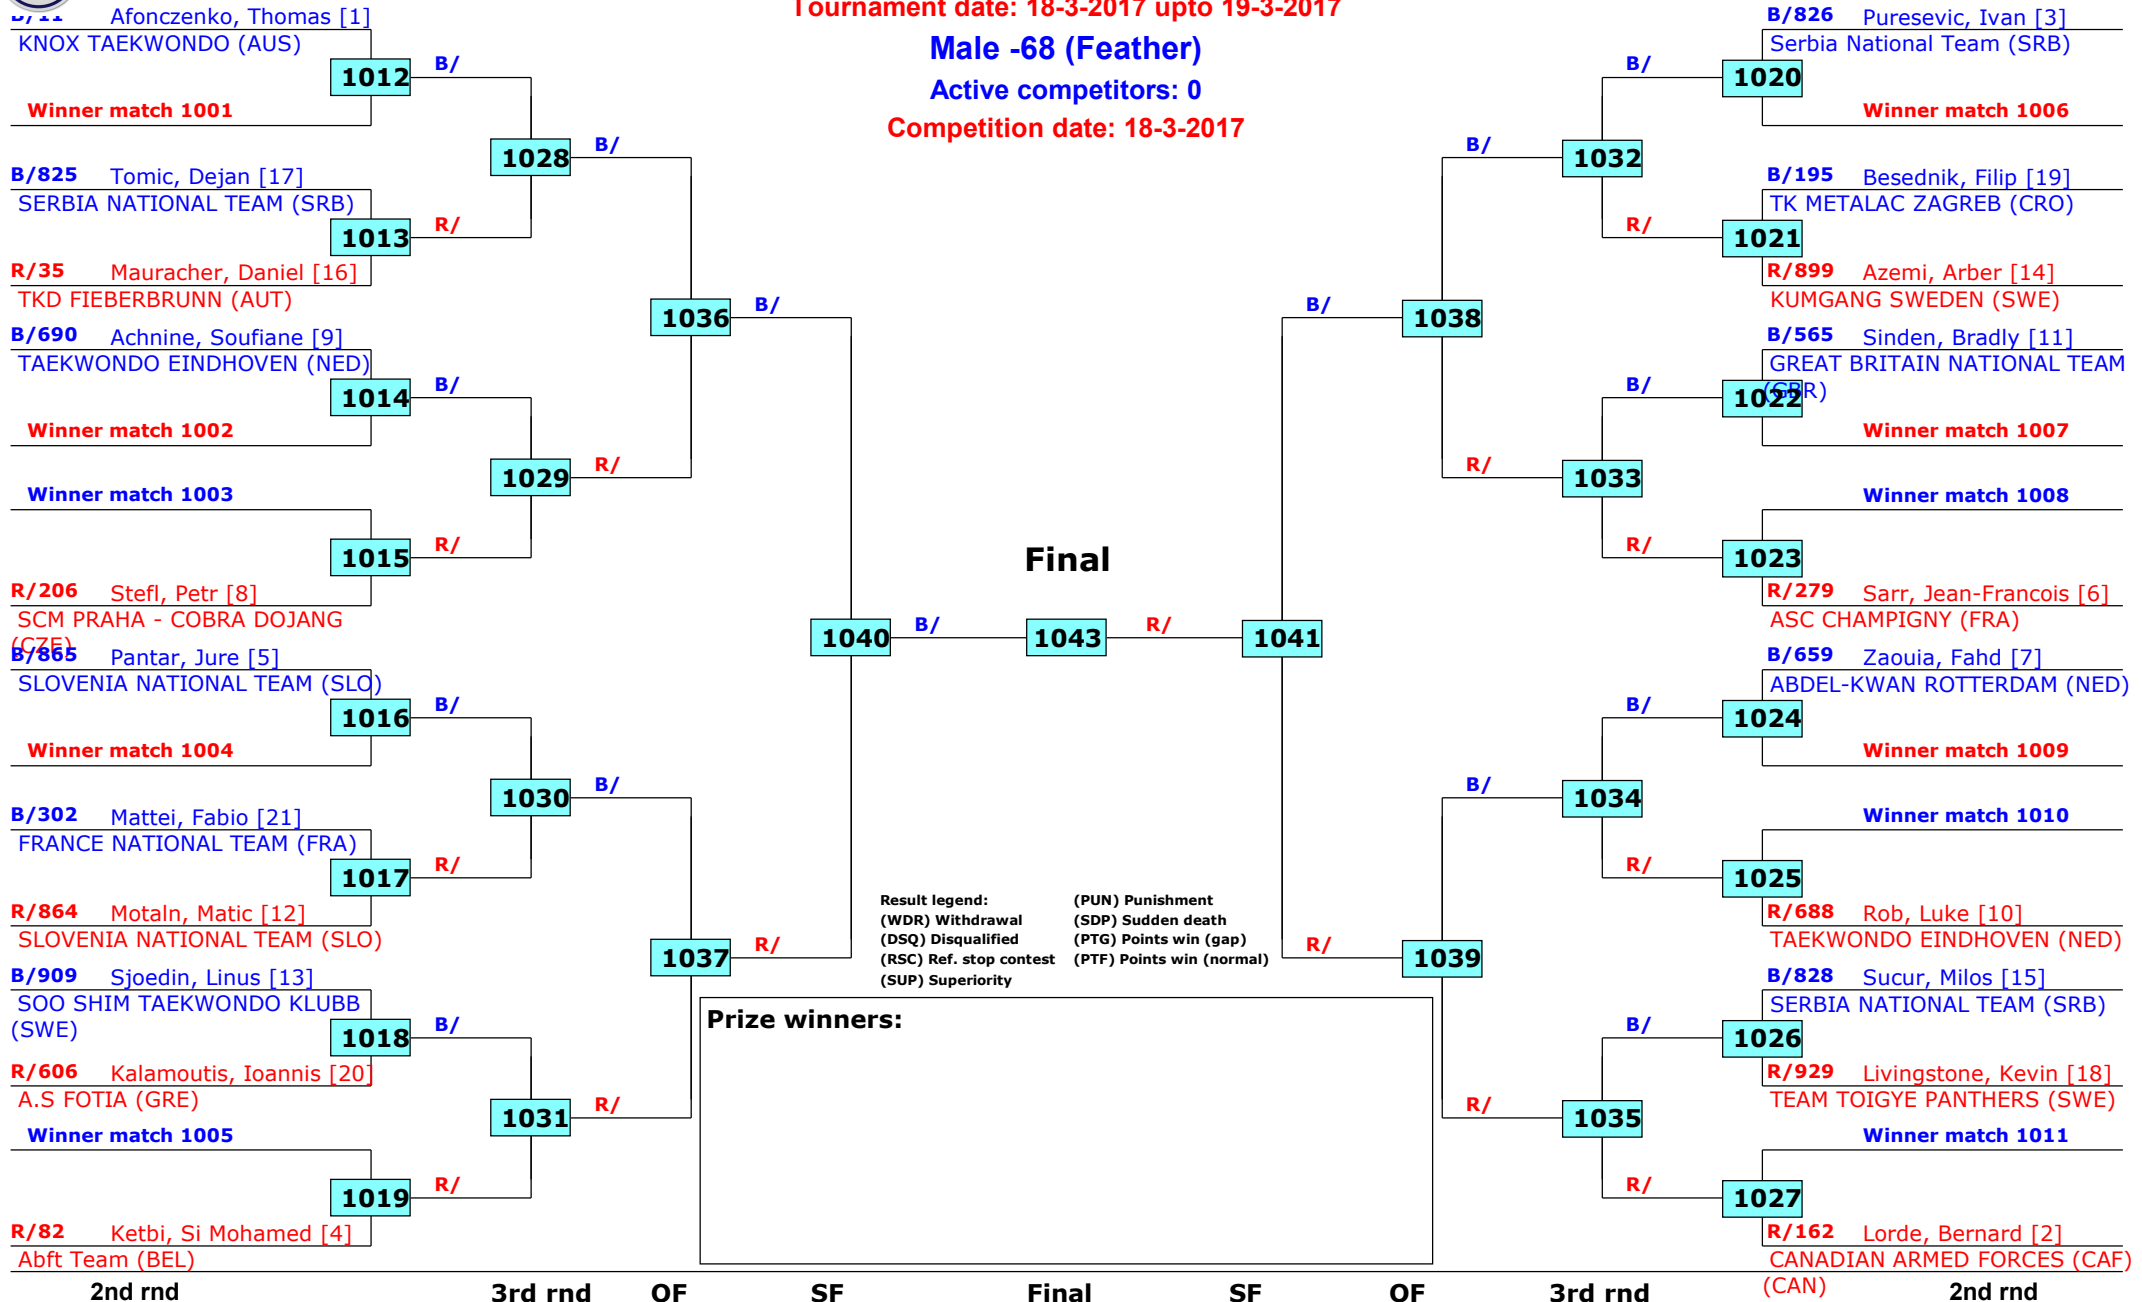 Tournament date: 18-3-2017 upto 19-3-2017
Male -68 (Feather)
Active competitors: 0
Competition date: 18-3-2017
B/11 Afonczenko, Thomas [1]
KNOX TAEKWONDO (AUS)
1012
Winner match 1001
B/825 Tomic, Dejan [17]
SERBIA NATIONAL TEAM (SRB)
1013
R/35 Mauracher, Daniel [16]
TKD FIEBERBRUNN (AUT)
B/690 Achnine, Soufiane [9]
TAEKWONDO EINDHOVEN (NED)
1014
Winner match 1002
Winner match 1003
1015
R/206 Stefl, Petr [8]
SCM PRAHA - COBRA DOJANG
(CZE)
B/865 Pantar, Jure [5]
SLOVENIA NATIONAL TEAM (SLO)
1016
Winner match 1004
B/302 Mattei, Fabio [21]
FRANCE NATIONAL TEAM (FRA)
1017
R/864 Motaln, Matic [12]
SLOVENIA NATIONAL TEAM (SLO)
B/909 Sjoedin, Linus [13]
SOO SHIM TAEKWONDO KLUBB
(SWE)
1018
R/606 Kalamoutis, Ioannis [20]
A.S FOTIA (GRE)
Winner match 1005
1019
R/82 Ketbi, Si Mohamed [4]
Abft Team (BEL)
B/
R/
B/
R/
B/
R/
B/
R/
1028
1029
1030
1031
B/
R/
B/
R/
1036
1037
B/
R/
1040
B/
Final
1043
R/
1041
B/
R/
1038
1039
B/
R/
B/
R/
1032
1033
1034
1035
B/
R/
B/
R/
B/
R/
B/
R/
B/826 Puresevic, Ivan [3]
Serbia National Team (SRB)
1020
Winner match 1006
B/195 Besednik, Filip [19]
TK METALAC ZAGREB (CRO)
1021
R/899 Azemi, Arber [14]
KUMGANG SWEDEN (SWE)
B/565 Sinden, Bradly [11]
GREAT BRITAIN NATIONAL TEAM
(GBR)
1022
Winner match 1007
Winner match 1008
1023
R/279 Sarr, Jean-Francois [6]
ASC CHAMPIGNY (FRA)
B/659 Zaouia, Fahd [7]
ABDEL-KWAN ROTTERDAM (NED)
1024
Winner match 1009
Winner match 1010
1025
R/688 Rob, Luke [10]
TAEKWONDO EINDHOVEN (NED)
B/828 Sucur, Milos [15]
SERBIA NATIONAL TEAM (SRB)
1026
R/929 Livingstone, Kevin [18]
TEAM TOIGYE PANTHERS (SWE)
Winner match 1011
1027
R/162 Lorde, Bernard [2]
CANADIAN ARMED FORCES (CAF)
(CAN)
Result legend: (PUN) Punishment
(WDR) Withdrawal (SDP) Sudden death
(DSQ) Disqualified (PTG) Points win (gap)
(RSC) Ref. stop contest (PTF) Points win (normal)
(SUP) Superiority
Prize winners:
2nd rnd 3rd rnd OF SF Final SF OF 3rd rnd 2nd rnd